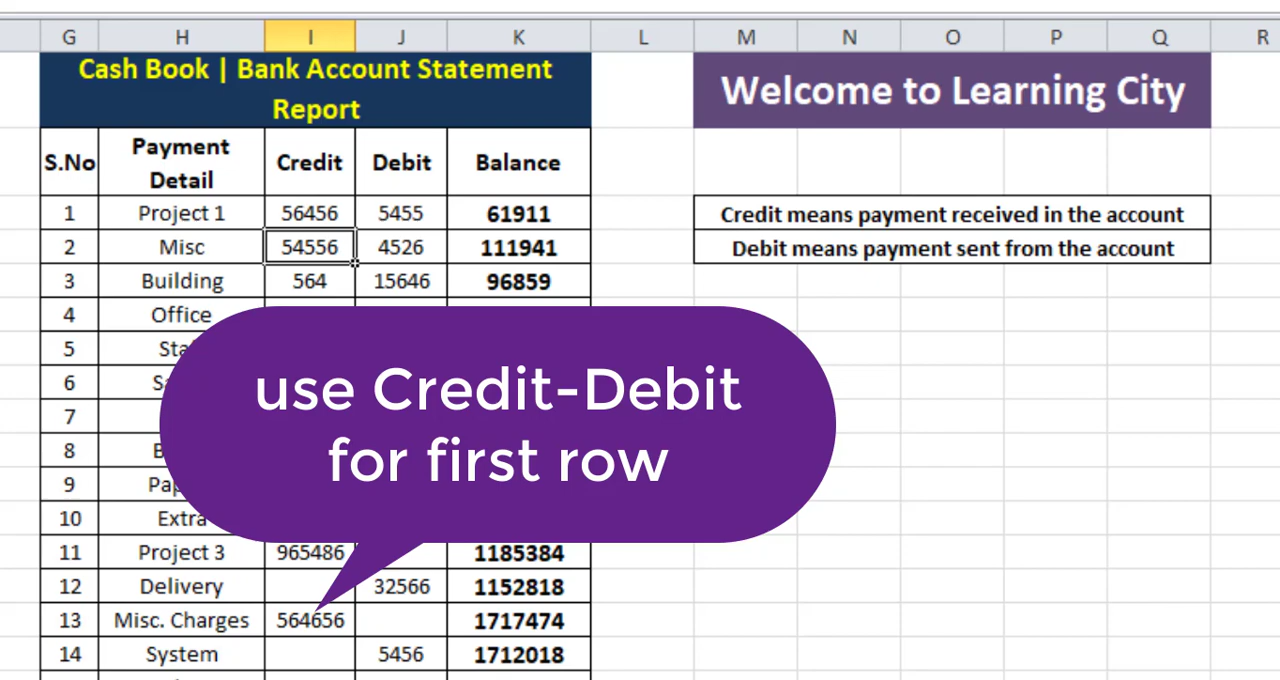 G H I J K L M N O P Q R
Cash Book | Bank Account Statement
Report
Welcome to Learning City
S.No Payment Detail Credit Debit Balance
1 Project 1 56456 5455 61911
Credit means payment received in the account
2 Misc 54556 4526 111941
Debit means payment sent from the account
3 Building 564 15646 96859
4 Office
5
6
7
8
9
10 Extra
use Credit-Debit
for first row
11 Project 3 965486 1185384
12 Delivery 32566 1152818
13 Misc. Charges 564656 1717474
14 System 5456 1712018